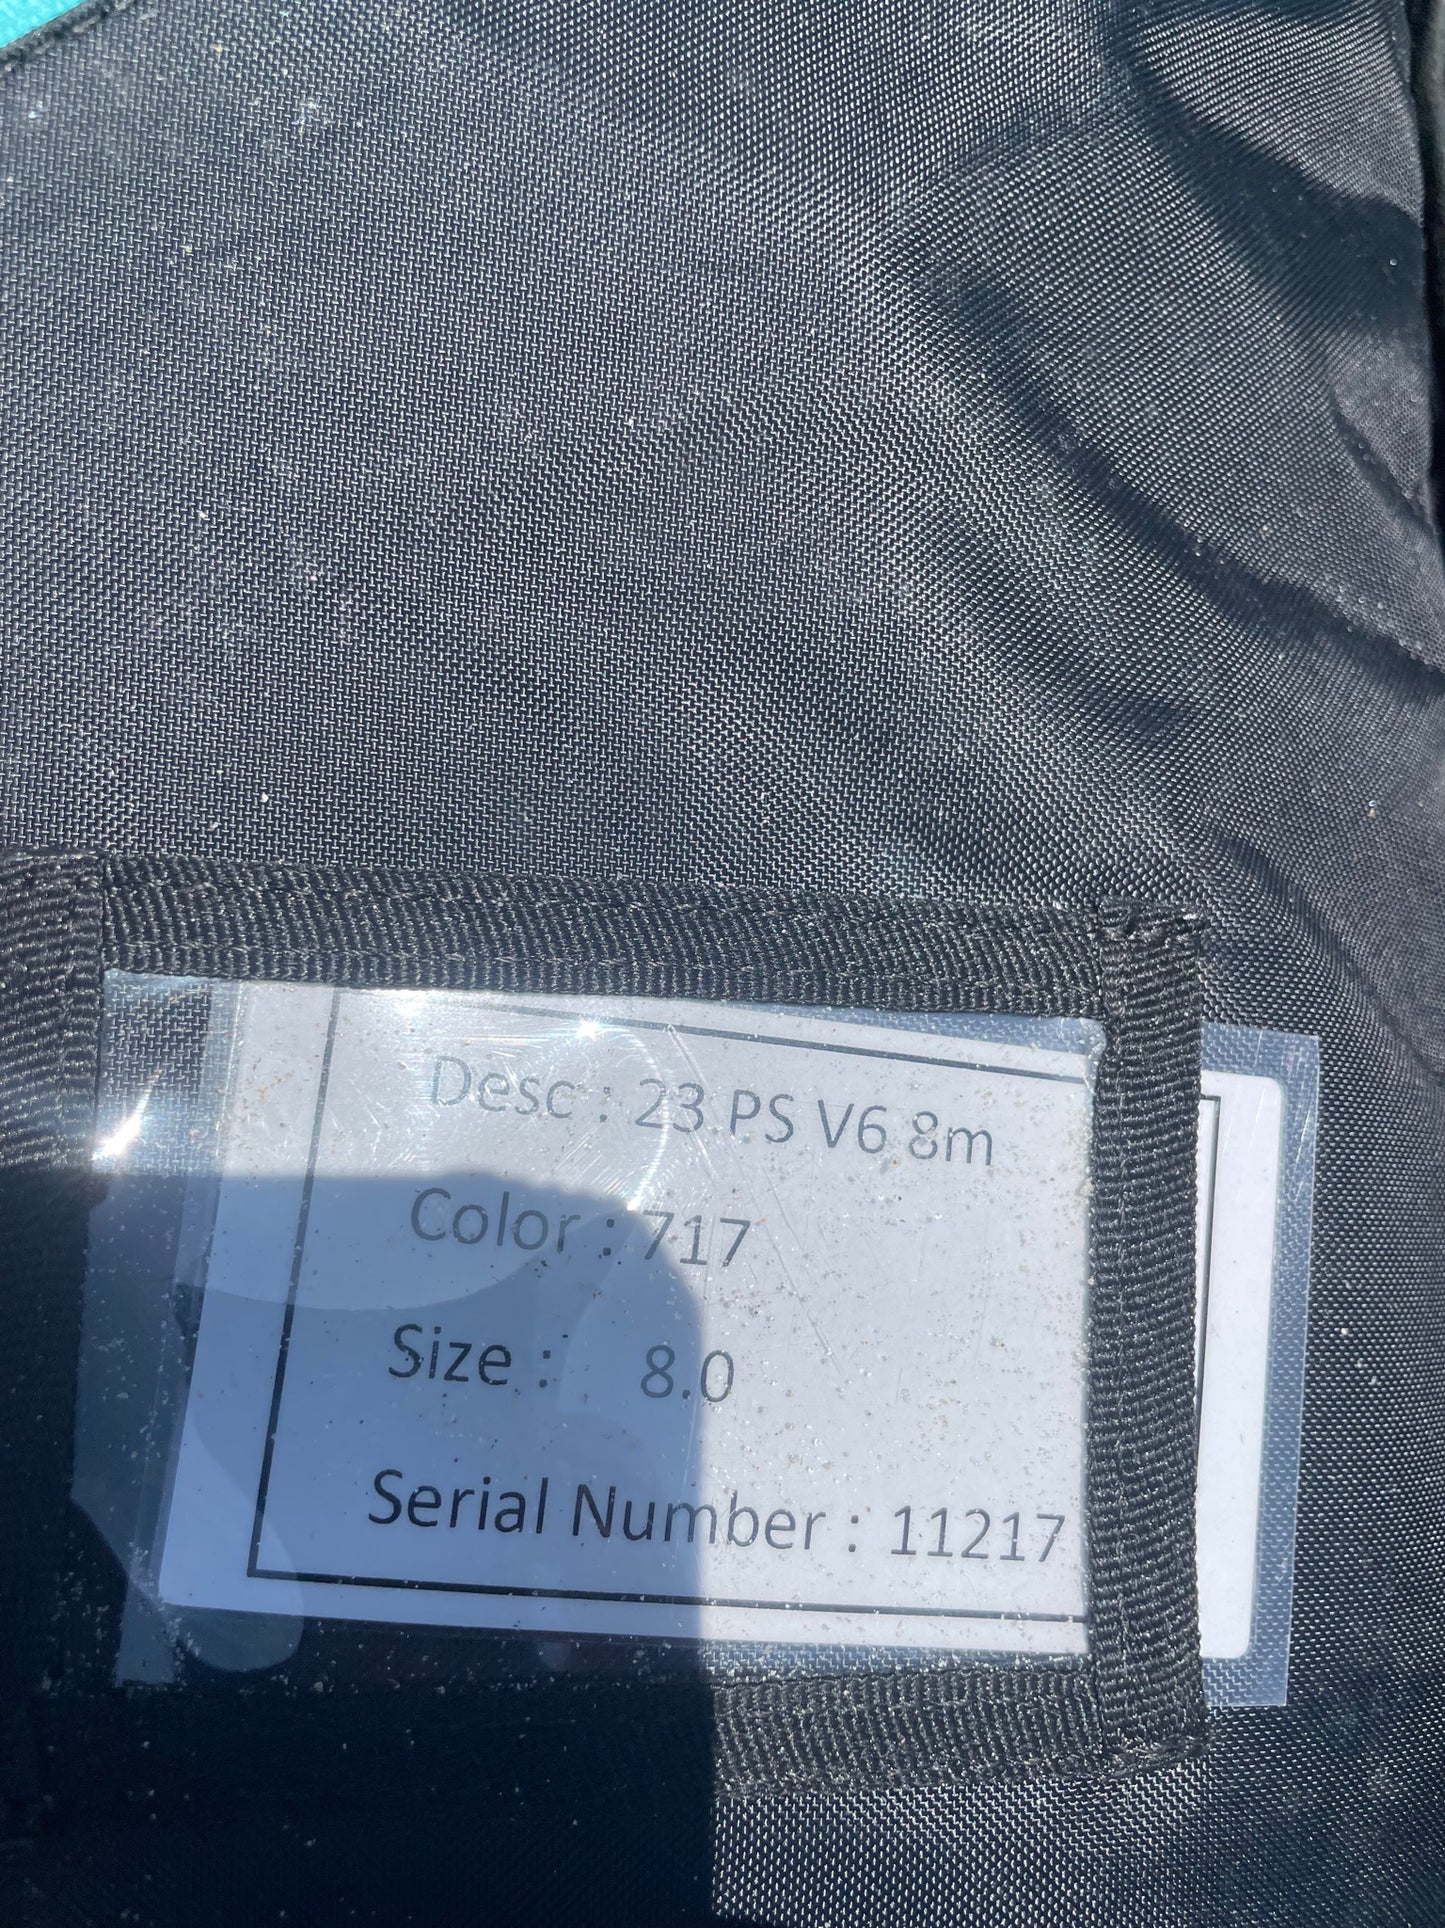 Desc : 23 PS V6 8m
Color : 717
Size : 8.0
Serial Number : 11217